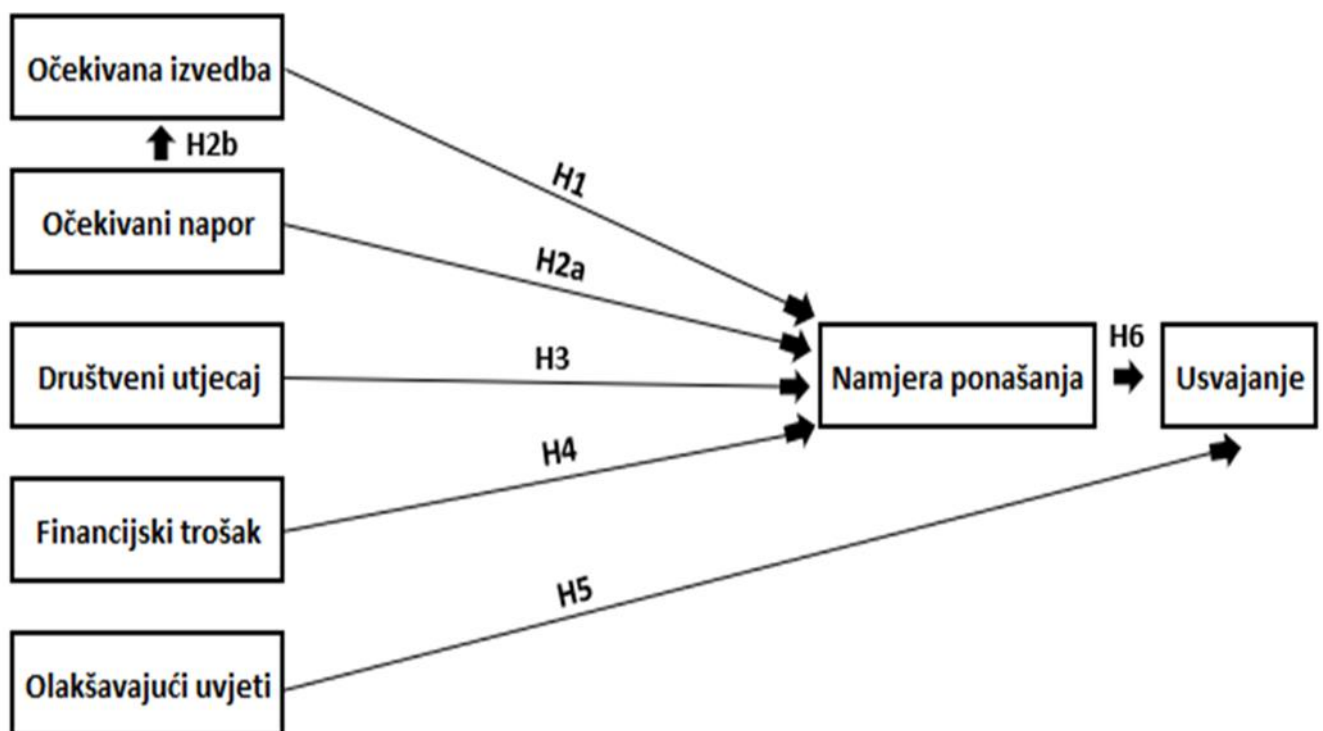 Očekivana izvedba
H2b
Očekivani napor
Društveni utjecaj
Financijski trošak
Olakšavajući uvjeti
H1
H2a
H3
H4
H5
Namjera ponašanja
H6
Usvajanje